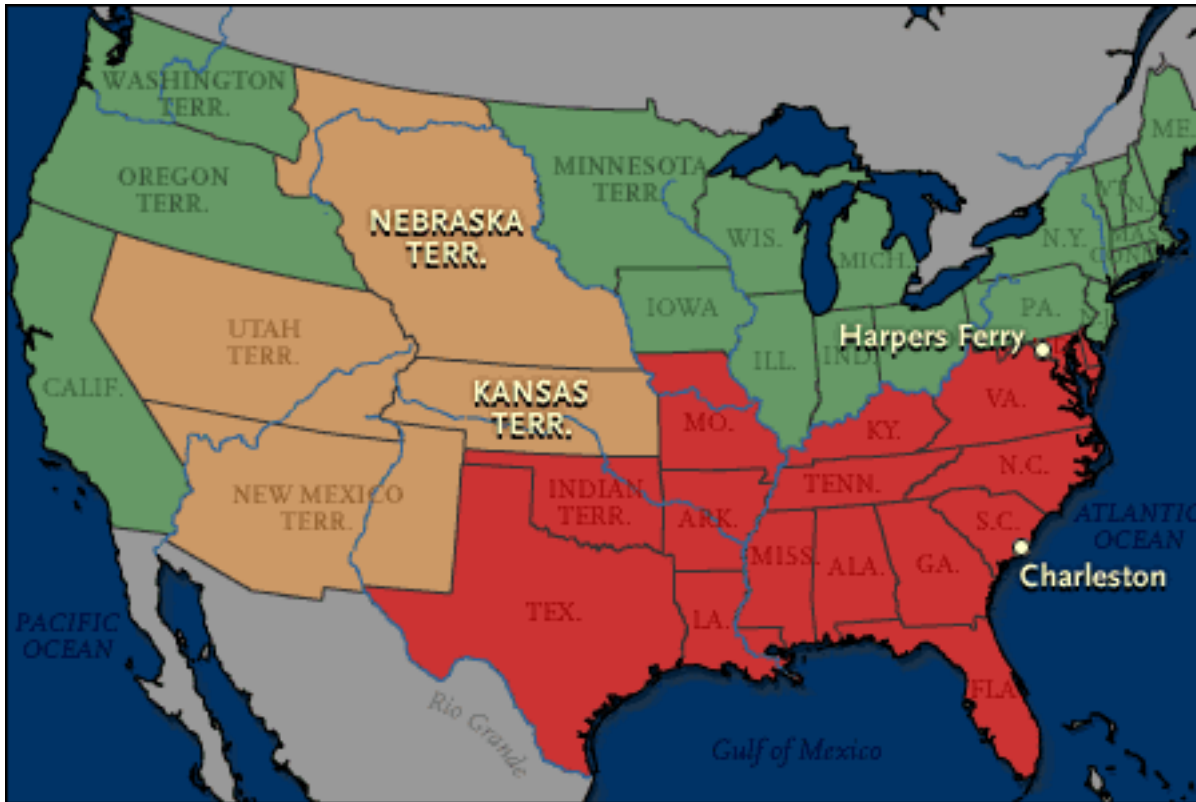 WASHINGTON
TERR.
ME.
OREGON
TERR.
MINNESOTA
TERR.
VT.
N.H.
NEBRASKA
TERR.
WIS.
MICH.
N.Y.
MASS.
CONN.
UTAH
TERR.
IOWA
PA.
N.J.
Harpers Ferry
CALIF.
ILL.
IND.
KANSAS
TERR.
MO.
KY.
VA.
NEW MEXICO
TERR.
INDIAN
TERR.
ARK.
TENN.
N.C.
S.C.
ATLANTIC
OCEAN
MISS.
ALA.
GA.
Charleston
TEX.
LA.
PACIFIC
OCEAN
FLA.
Rio Grande
Gulf of Mexico